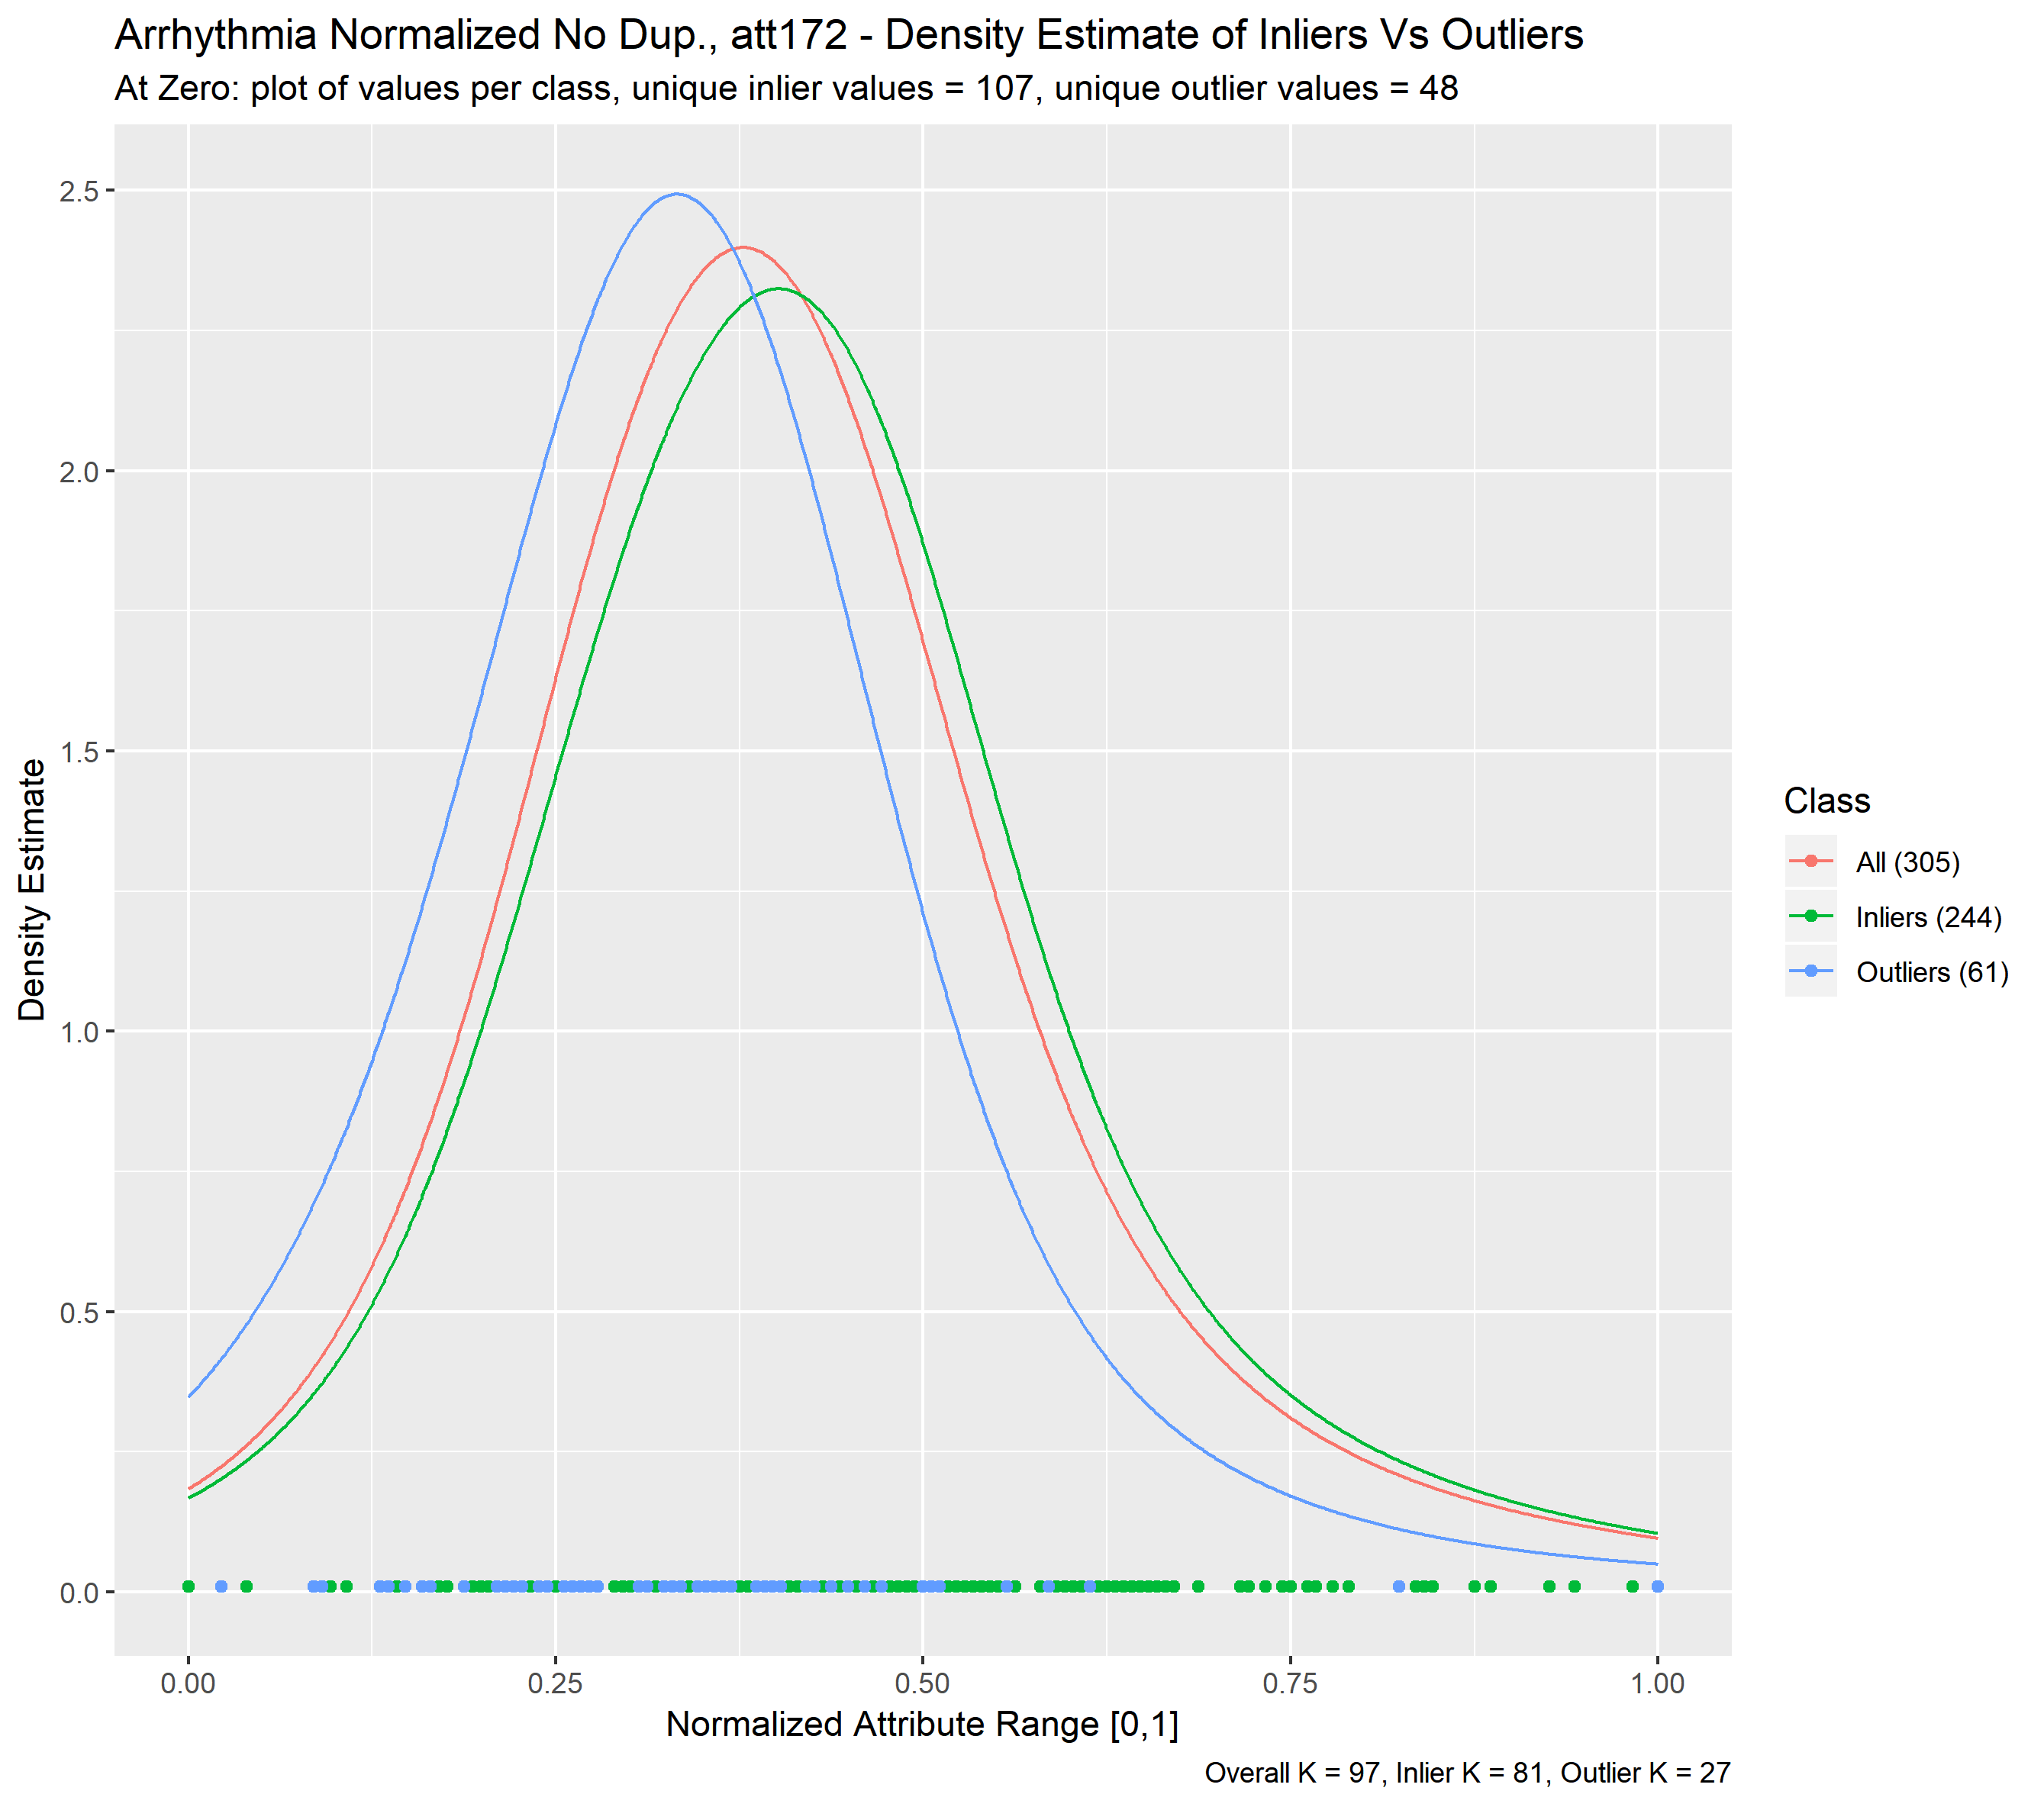 Arrhythmia Normalized No Dup., att172 - Density Estimate of Inliers Vs Outliers
At Zero: plot of values per class, unique inlier values = 107, unique outlier values = 48
2.5
2.0
1.5
1.0
0.5
0.0
Density Estimate
0.00 0.25 0.50 0.75 1.00
Normalized Attribute Range [0,1]
Class
All (305)
Inliers (244)
Outliers (61)
Overall K = 97, Inlier K = 81, Outlier K = 27